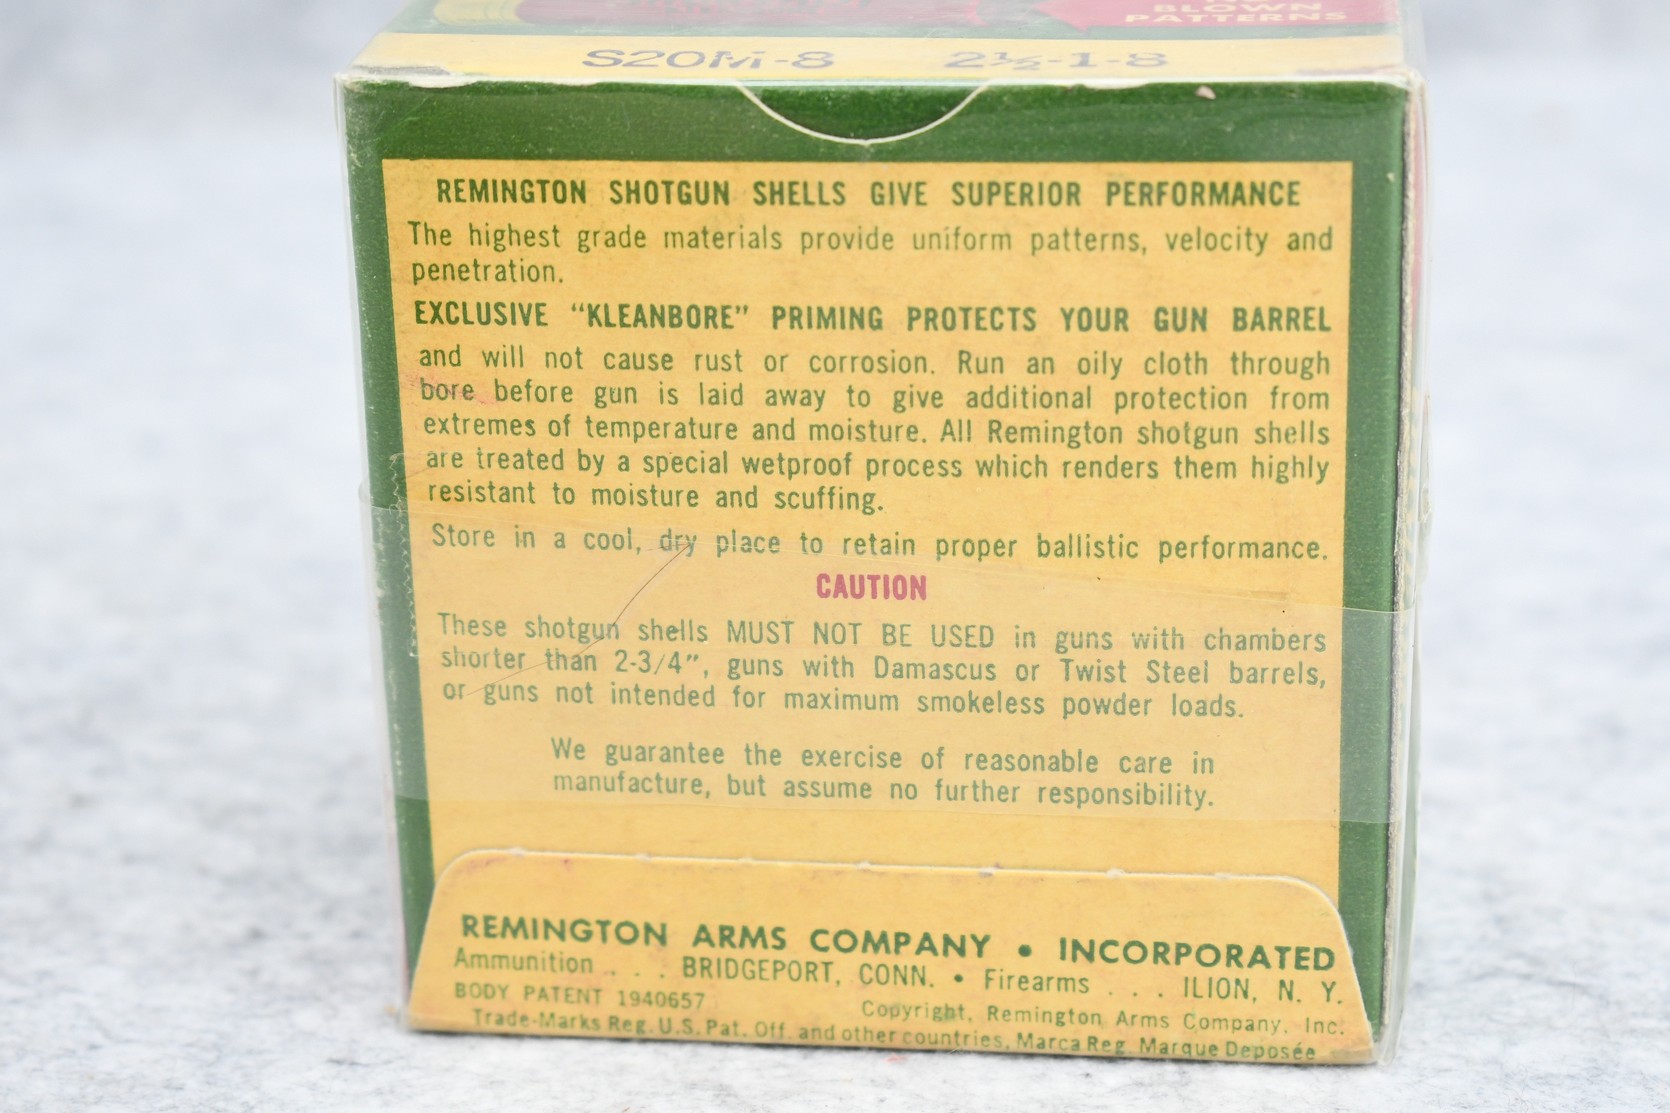 BLOWN
PATTERNS
S20M-8 2½-1-8
REMINGTON SHOTGUN SHELLS GIVE SUPERIOR PERFORMANCE
The highest grade materials provide uniform patterns, velocity and
penetration.
EXCLUSIVE "KLEANBORE" PRIMING PROTECTS YOUR GUN BARREL
and will not cause rust or corrosion. Run an oily cloth through
bore before gun is laid away to give additional protection from
extremes of temperature and moisture. All Remington shotgun shells
are treated by a special wetproof process which renders them highly
resistant to moisture and scuffing.
Store in a cool, dry place to retain proper ballistic performance.
CAUTION
These shotgun shells MUST NOT BE USED in guns with chambers
shorter than 2-3/4", guns with Damascus or Twist Steel barrels,
or guns not intended for maximum smokeless powder loads.
We guarantee the exercise of reasonable care in
manufacture, but assume no further responsibility.
REMINGTON ARMS COMPANY • INCORPORATED
Ammunition . . . BRIDGEPORT, CONN. • Firearms . . . ILION, N. Y.
BODY PATENT 1940657 Copyright, Remington Arms Company, Inc.
Trade-Marks Reg. U.S. Pat. Off. and other countries, Marca Reg. Marque Deposée